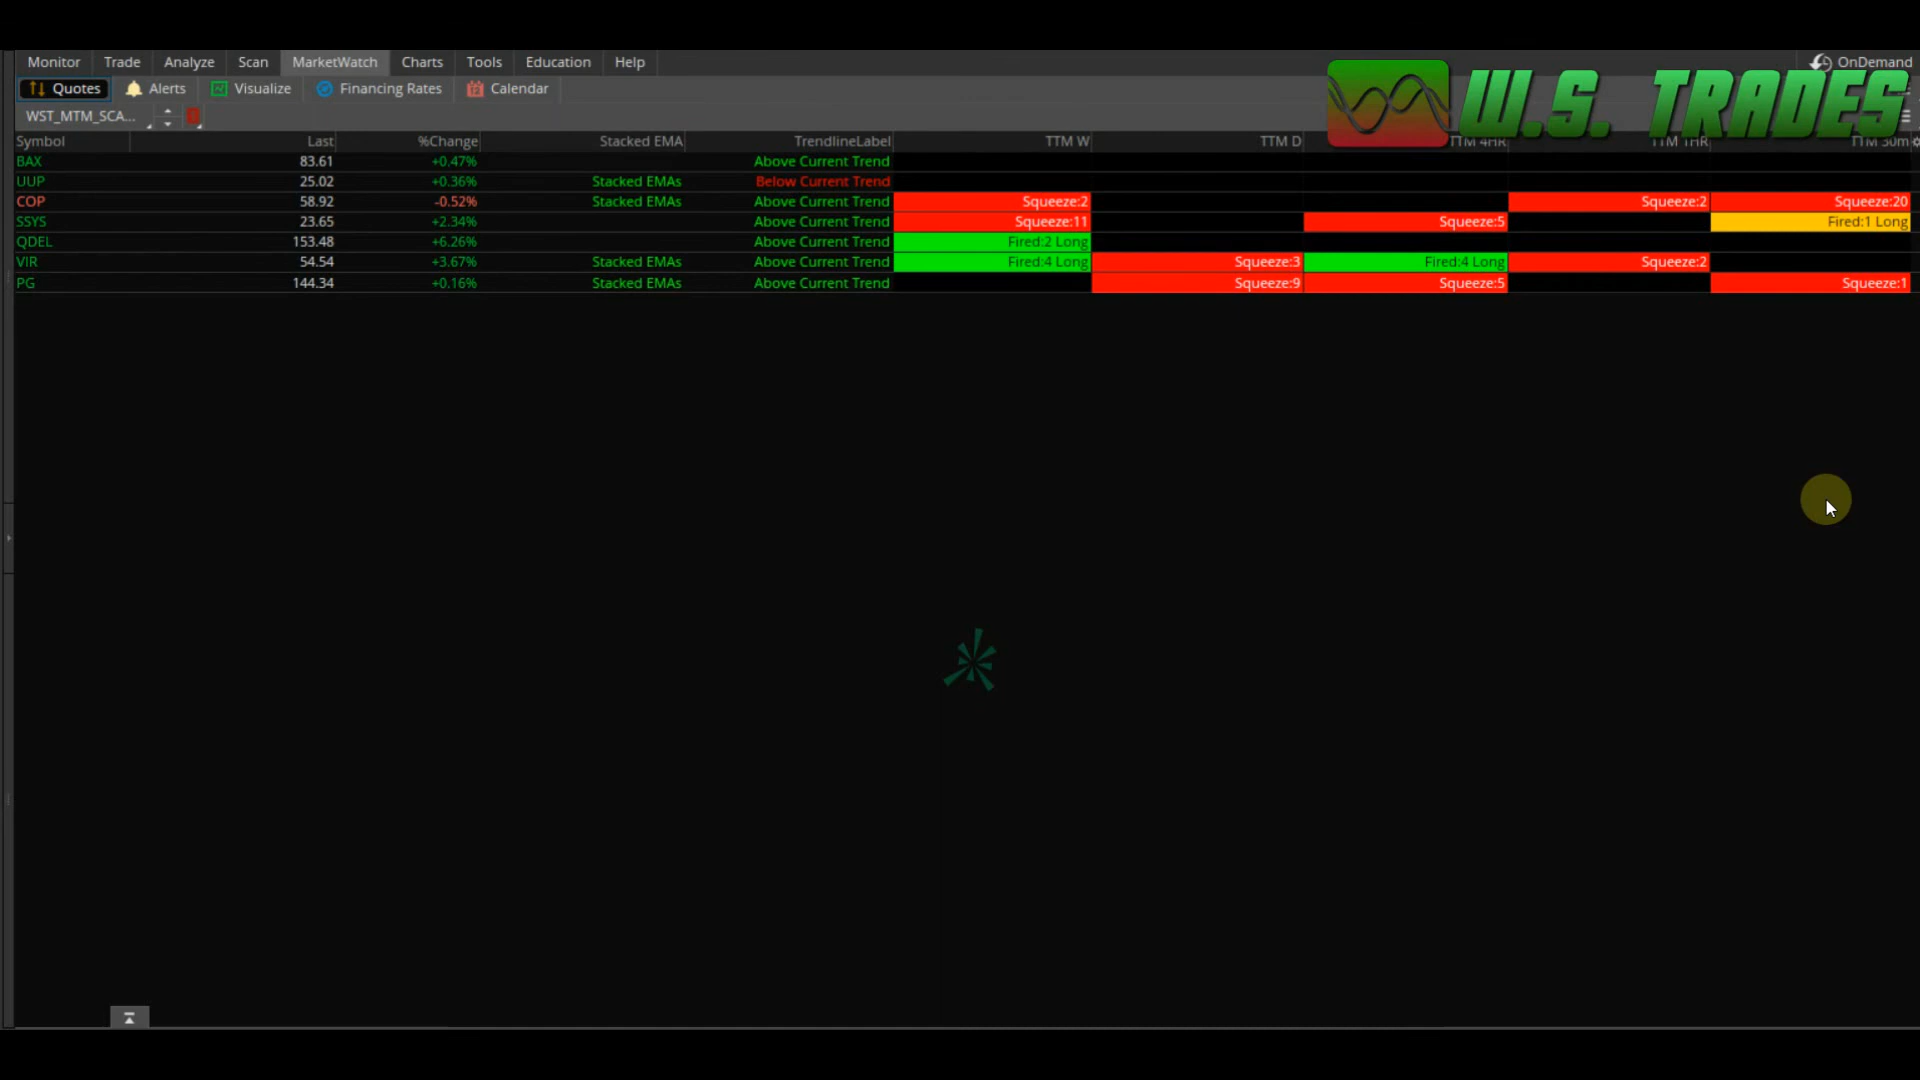 Monitor Trade Analyze Scan MarketWatch Charts Tools Education Help OnDemand
Quotes Alerts Visualize Financing Rates Calendar
W.S. TRADES
WST_MTM_SCA...
Symbol Last %Change Stacked EMA TrendlineLabel TTM W TTM D TTM 4HR TTM 1HR TTM 30m
BAX 83.61 +0.47% Above Current Trend
UUP 25.02 +0.36% Stacked EMAs Below Current Trend
COP 58.92 -0.52% Stacked EMAs Above Current Trend Squeeze:2 Squeeze:2 Squeeze:20
SSYS 23.65 +2.34% Above Current Trend Squeeze:11 Squeeze:5 Fired:1 Long
QDEL 153.48 +6.26% Above Current Trend Fired:2 Long
VIR 54.54 +3.67% Stacked EMAs Above Current Trend Fired:4 Long Squeeze:3 Fired:4 Long Squeeze:2
PG 144.34 +0.16% Stacked EMAs Above Current Trend Squeeze:9 Squeeze:5 Squeeze:1